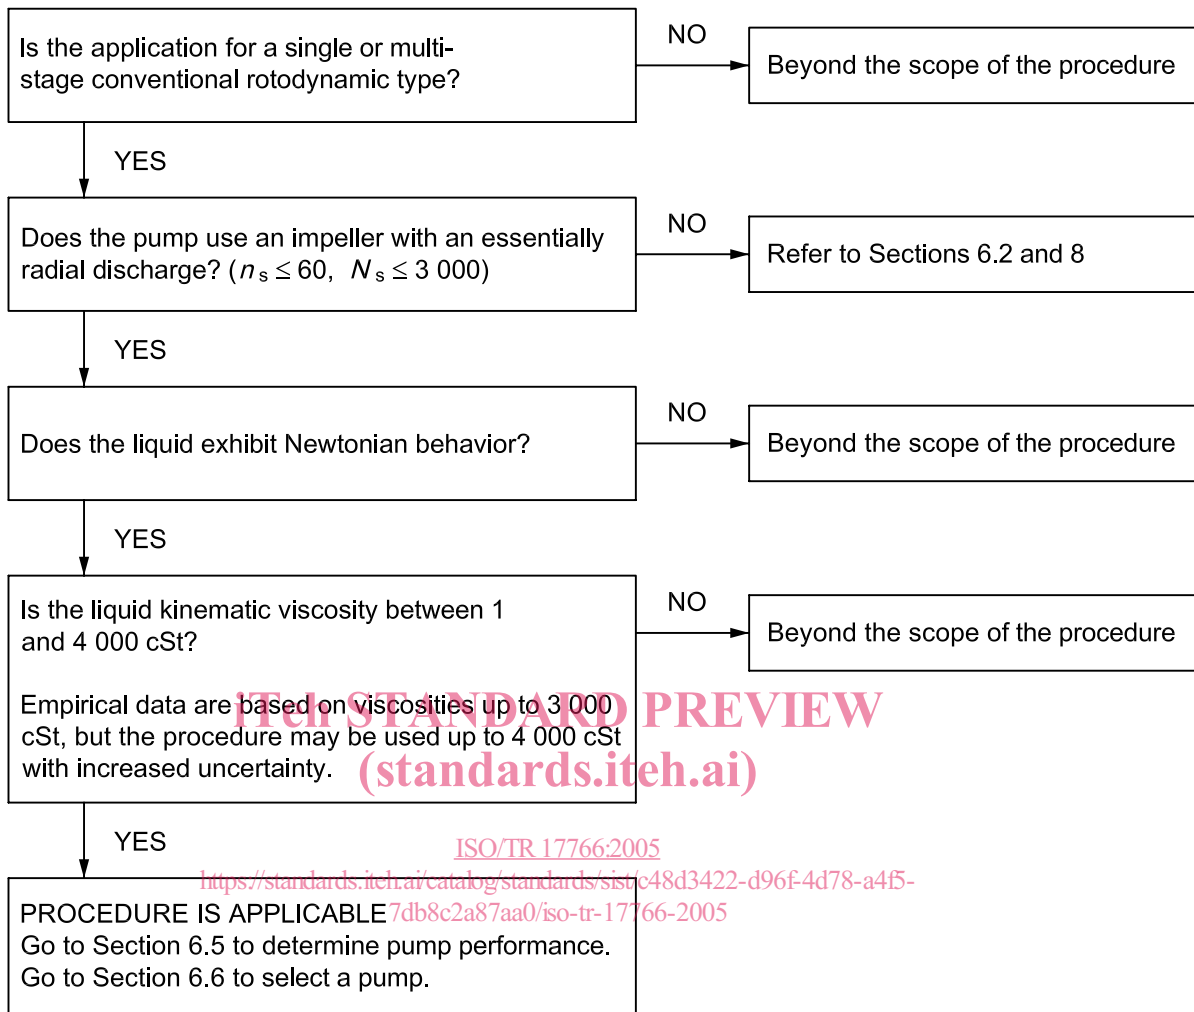 Is the application for a single or multi-
stage conventional rotodynamic type?
NO
Beyond the scope of the procedure
YES
Does the pump use an impeller with an essentially
radial discharge? (n s ≤ 60, N s ≤ 3 000)
NO
Refer to Sections 6.2 and 8
YES
Does the liquid exhibit Newtonian behavior?
NO
Beyond the scope of the procedure
YES
Is the liquid kinematic viscosity between 1
and 4 000 cSt?
NO
Beyond the scope of the procedure
Empirical data are based on viscosities up to 3 000
cSt, but the procedure may be used up to 4 000 cSt
with increased uncertainty.
iTeh STANDARD PREVIEW
(standards.iteh.ai)
YES
ISO/TR 17766:2005
https://standards.iteh.ai/catalog/standards/sist/c48d3422-d96f-4d78-a4f5-
7db8c2a87aa0/iso-tr-17766-2005
PROCEDURE IS APPLICABLE
Go to Section 6.5 to determine pump performance.
Go to Section 6.6 to select a pump.